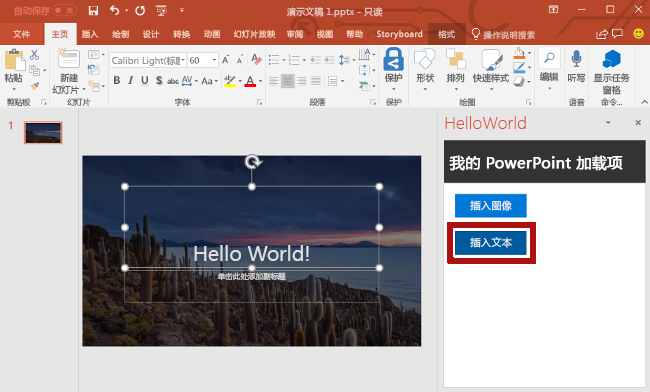 自动保存 关
演示文稿 1.pptx - 只读
文件 主页 插入 绘制 设计 切换 转换 动画 幻灯片放映 审阅 视图 帮助 Storyboard 格式 操作说明搜索
粘贴
剪贴板
新建
幻灯片
幻灯片
Calibri Light(标题 60
B I U S abc AV Aa A
字体
段落
保护
保护
形状 排列 快速样式
绘图
编辑
听写
语音
显示任务
窗格
命令...
1
HelloWorld
我的 PowerPoint 加载项
插入图像
插入文本
Hello World!
单击此处添加副标题